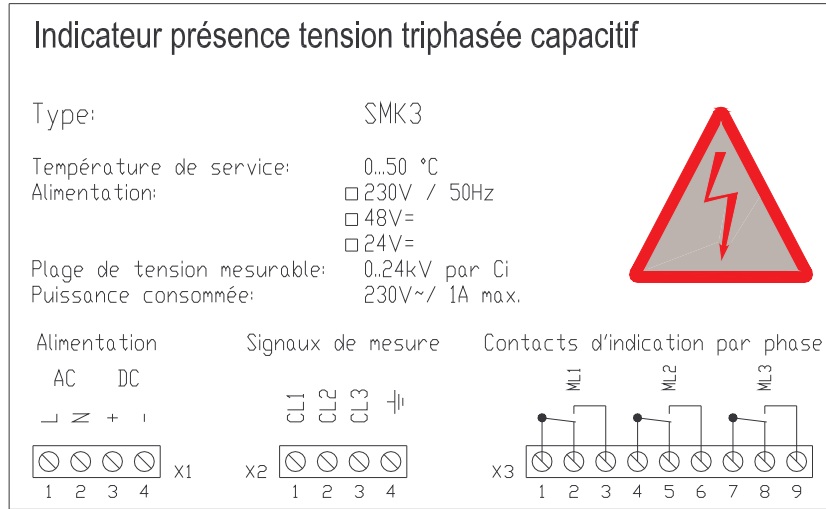 Indicateur présence tension triphasée capacitif
Type: SMK3
Température de service: 0...50 °C
Alimentation: 230V / 50Hz
48V=
24V=
Plage de tension mesurable: 0..24kV par Ci
Puissance consommée: 230V~/ 1A max.
Alimentation Signaux de mesure Contacts d'indication par phase
AC DC
L N + -
CL1 CL2 CL3
ML1 ML2 ML3
X1 X2 X3
1 2 3 4
1 2 3 4
1 2 3 4 5 6 7 8 9